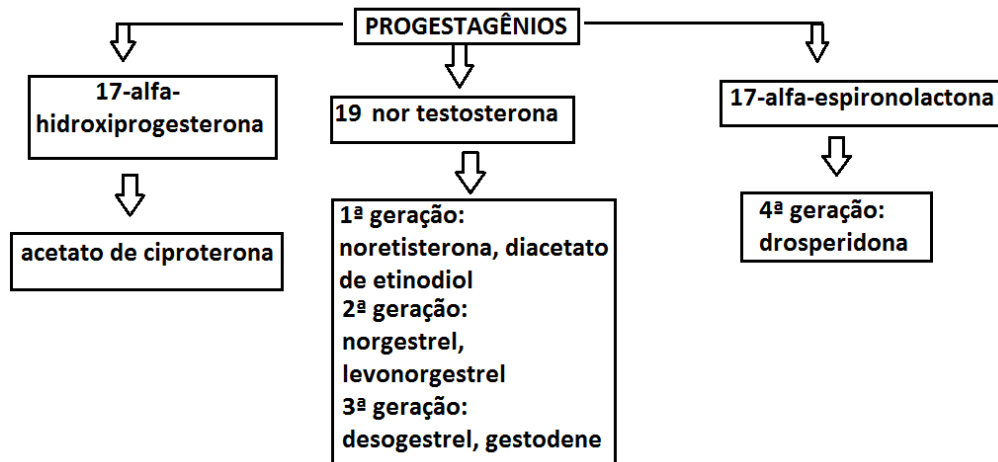 PROGESTAGÊNIOS
17-alfa-
hidroxiprogesterona
19 nor testosterona
17-alfa-espironolactona
acetato de ciproterona
1ª geração:
noretisterona, diacetato
de etinodiol
2ª geração:
norgestrel,
levonorgestrel
3ª geração:
desogestrel, gestodene
4ª geração:
drosperidona